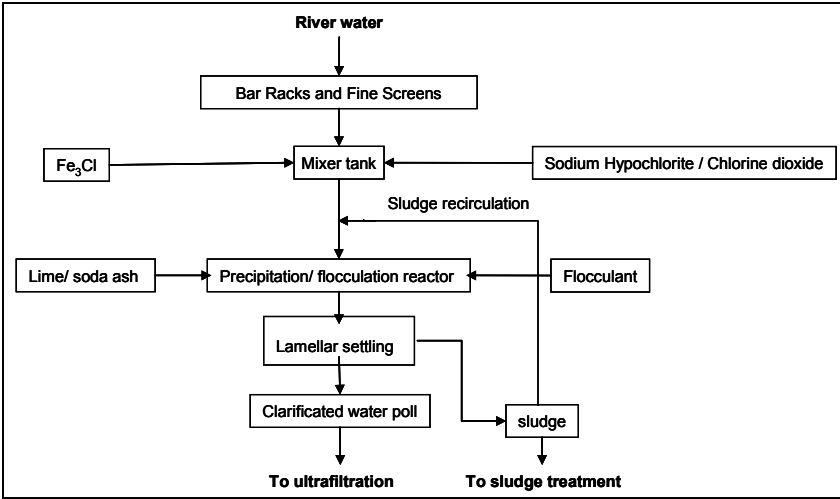 River water
Bar Racks and Fine Screens
Fe₃Cl
Mixer tank
Sodium Hypochlorite / Chlorine dioxide
Sludge recirculation
Lime/ soda ash
Precipitation/ flocculation reactor
Flocculant
Lamellar settling
Clarificated water poll
sludge
To ultrafiltration
To sludge treatment